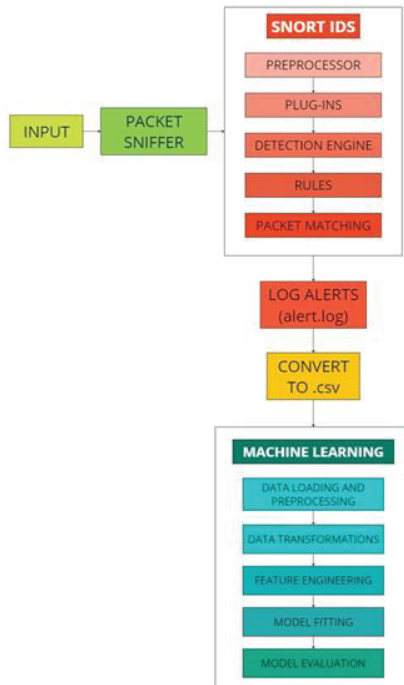 SNORT IDS
PREPROCESSOR
PLUG-INS
INPUT
PACKET
SNIFFER
DETECTION ENGINE
RULES
PACKET MATCHING
LOG ALERTS
(alert.log)
CONVERT
TO .csv
MACHINE LEARNING
DATA LOADING AND
PREPROCESSING
DATA TRANSFORMATIONS
FEATURE ENGINEERING
MODEL FITTING
MODEL EVALUATION